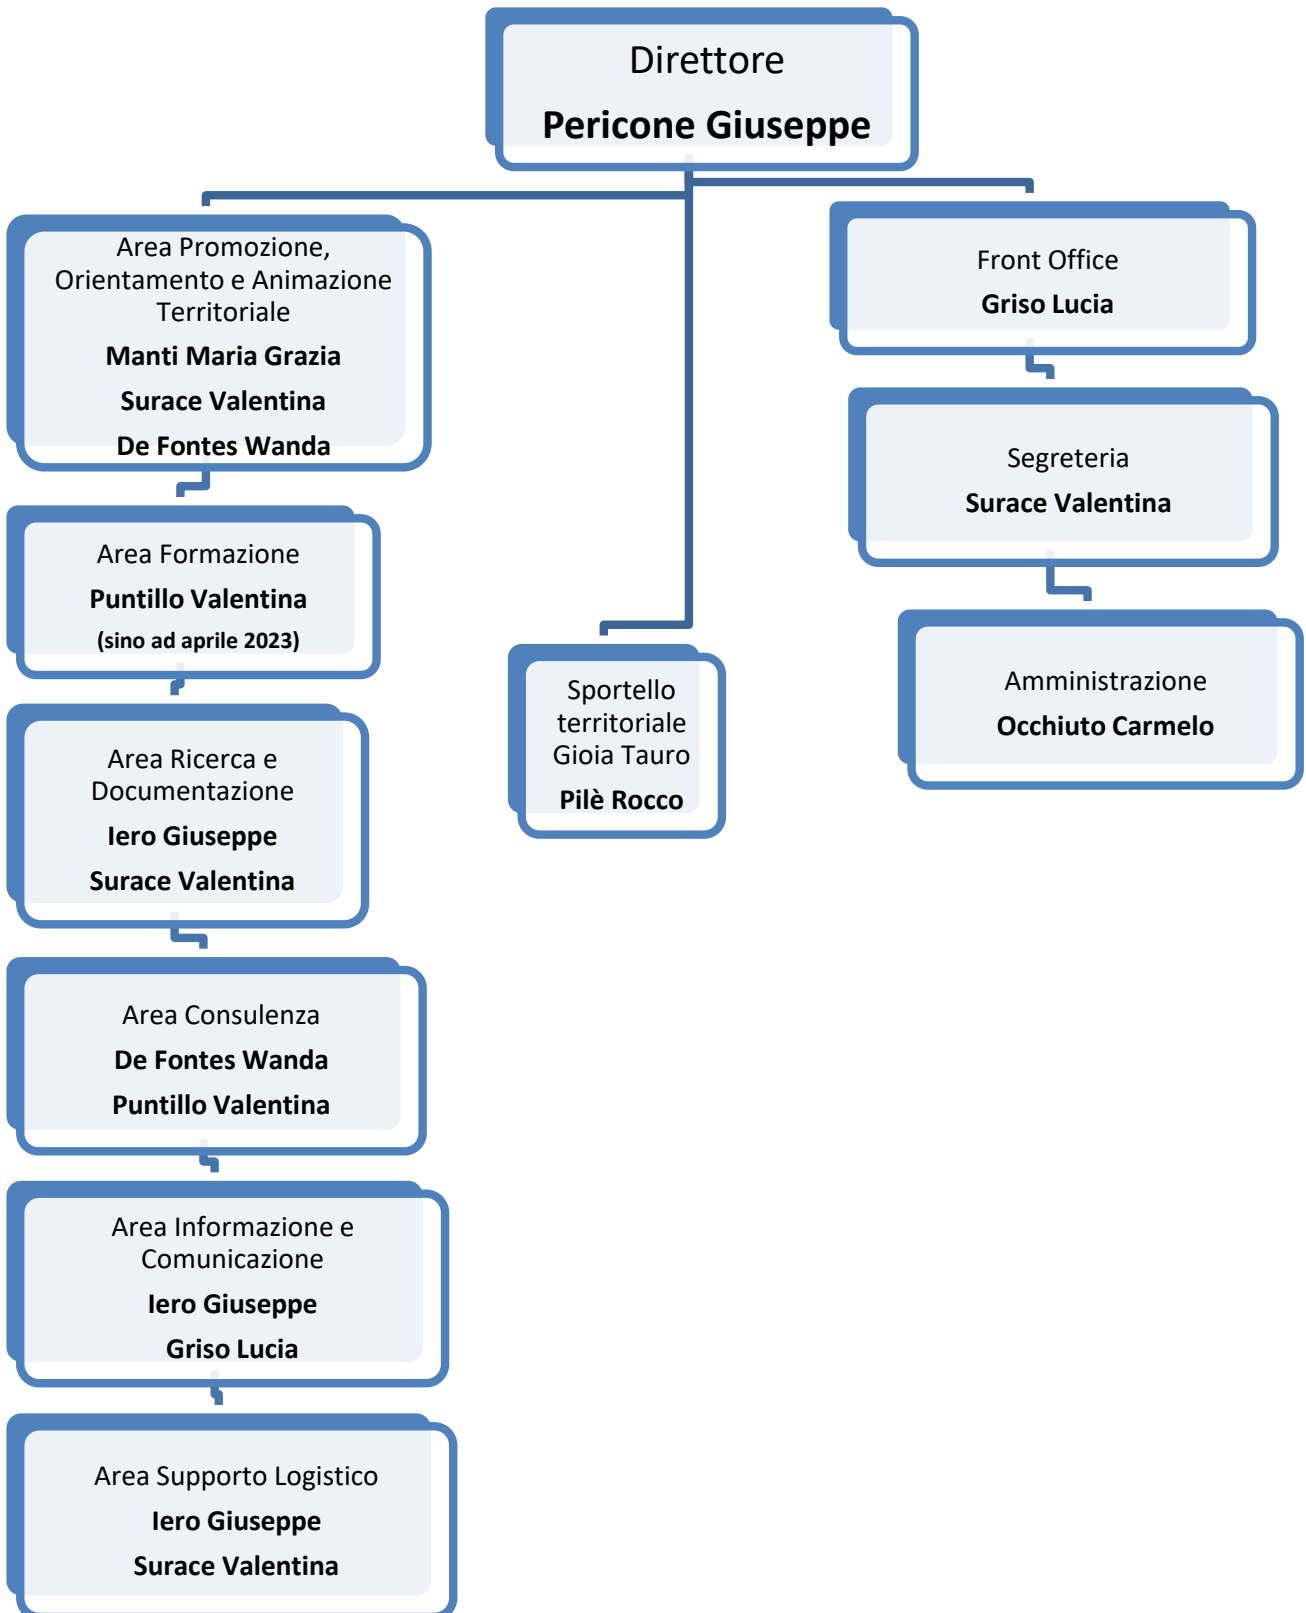 Direttore
Pericone Giuseppe
Area Promozione,
Orientamento e Animazione
Territoriale
Manti Maria Grazia
Surace Valentina
De Fontes Wanda
Area Formazione
Puntillo Valentina
(sino ad aprile 2023)
Area Ricerca e
Documentazione
Iero Giuseppe
Surace Valentina
Area Consulenza
De Fontes Wanda
Puntillo Valentina
Area Informazione e
Comunicazione
Iero Giuseppe
Griso Lucia
Area Supporto Logistico
Iero Giuseppe
Surace Valentina
Sportello
territoriale
Gioia Tauro
Pilè Rocco
Front Office
Griso Lucia
Segreteria
Surace Valentina
Amministrazione
Occhiuto Carmelo